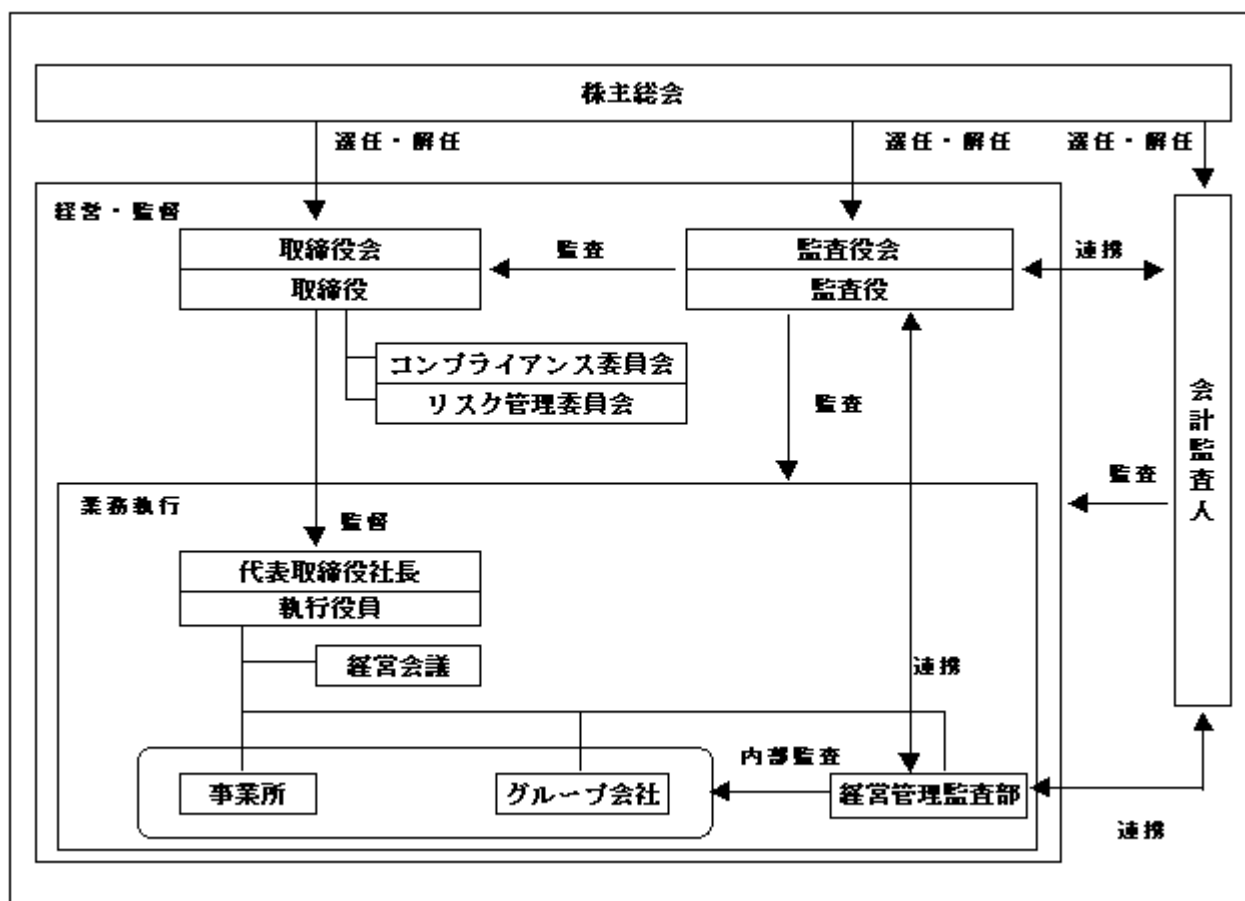 株主総会
選任・解任
選任・解任
選任・解任
経営・監督
取締役会
取締役
監査
監査役会
監査役
連携
会計監査人
コンプライアンス委員会
リスク管理委員会
監査
監査
業務執行
監督
代表取締役社長
執行役員
経営会議
連携
内部監査
事業所
グループ会社
経営管理監査部
連携